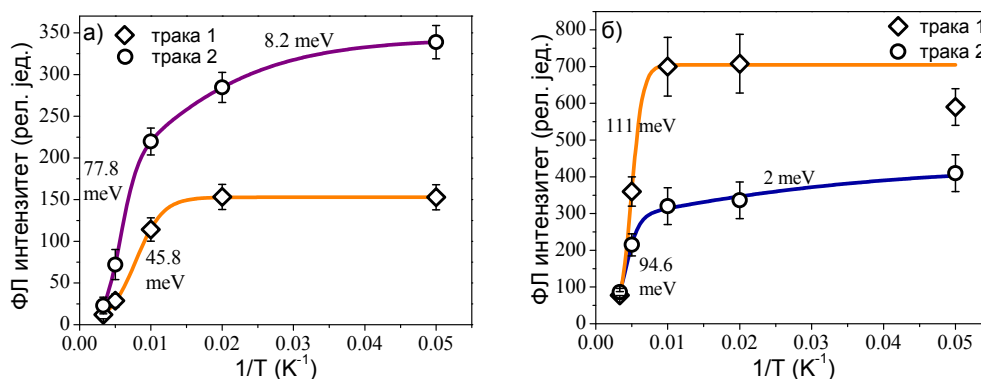 а)
трака 1
трака 2
8.2 meV
77.8
meV
45.8
meV
ФЛ интензитет (рел. јед.)
350
300
250
200
150
100
50
0
0.00 0.01 0.02 0.03 0.04 0.05
1/T (K⁻¹)
б)
трака 1
трака 2
111 meV
2 meV
94.6
meV
ФЛ интензитет (рел. јед.)
800
700
600
500
400
300
200
100
0
0.00 0.01 0.02 0.03 0.04 0.05
1/T (K⁻¹)